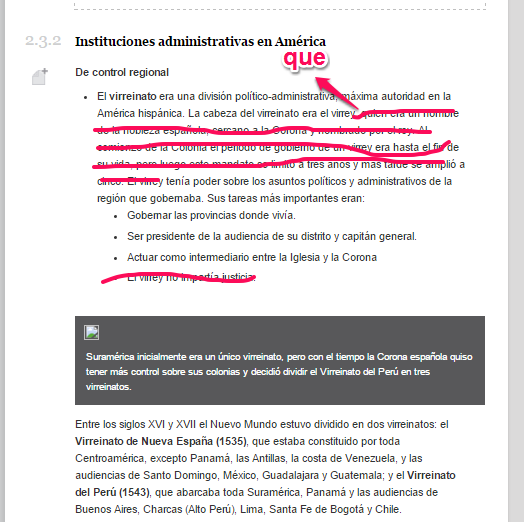 2.3.2 Instituciones administrativas en América
que
De control regional
El virreinato era una división político-administrativa, máxima autoridad en la
América hispánica. La cabeza del virreinato era el virrey, quien era un hombre
de la nobleza española, cercano a la Corona y nombrado por el rey. Al
comienzo de la Colonia el periodo de gobierno de un virrey era hasta el fin de
su vida, pero luego este mandato se limitó a tres años y más tarde se amplió a
cinco. El virrey tenía poder sobre los asuntos políticos y administrativos de la
región que gobernaba. Sus tareas más importantes eran:
Gobernar las provincias donde vivía.
Ser presidente de la audiencia de su distrito y capitán general.
Actuar como intermediario entre la Iglesia y la Corona
El virrey no impartía justicia.
Suramérica inicialmente era un único virreinato, pero con el tiempo la Corona española quiso
tener más control sobre sus colonias y decidió dividir el Virreinato del Perú en tres
virreinatos.
Entre los siglos XVI y XVII el Nuevo Mundo estuvo dividido en dos virreinatos: el
Virreinato de Nueva España (1535), que estaba constituido por toda
Centroamérica, excepto Panamá, las Antillas, la costa de Venezuela, y las
audiencias de Santo Domingo, México, Guadalajara y Guatemala; y el Virreinato
del Perú (1543), que abarcaba toda Suramérica, Panamá y las audiencias de
Buenos Aires, Charcas (Alto Perú), Lima, Santa Fe de Bogotá y Chile.